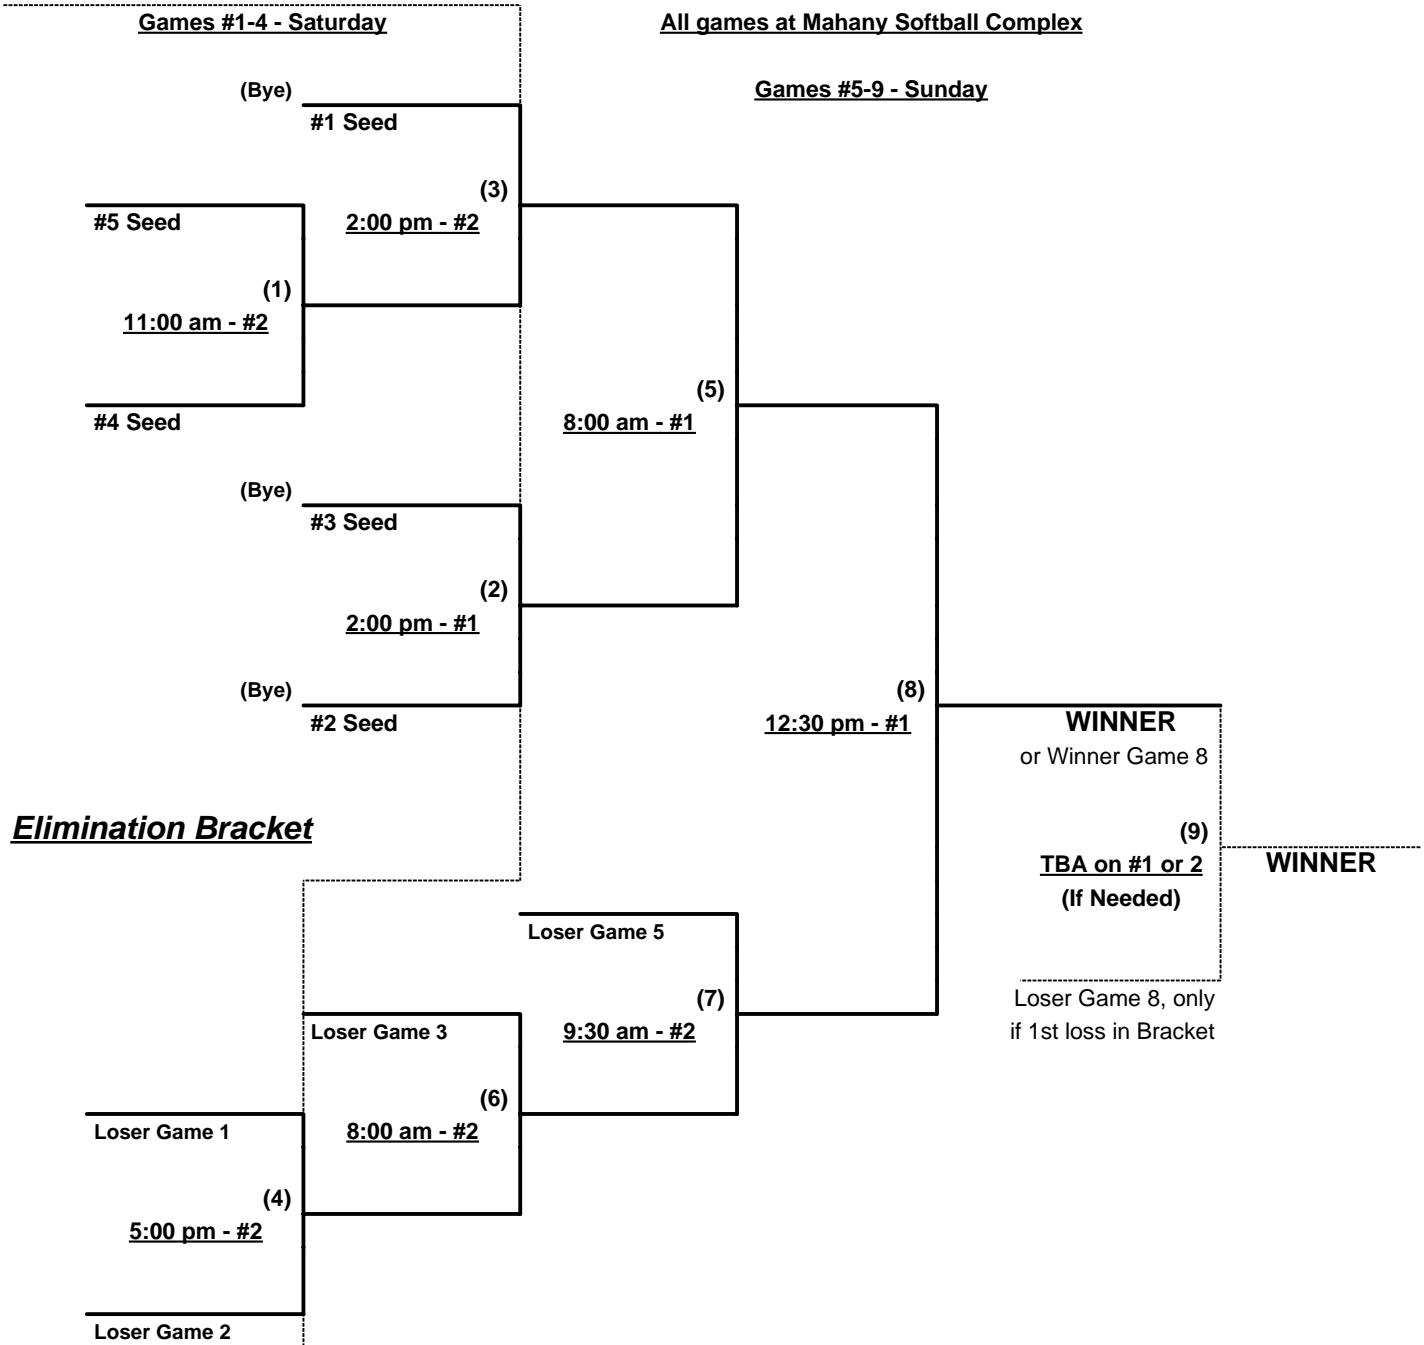 Games #1-4 - Saturday
All games at Mahany Softball Complex
(Bye)
Games #5-9 - Sunday
#1 Seed
(3)
#5 Seed
2:00 pm - #2
(1)
11:00 am - #2
(5)
#4 Seed
8:00 am - #1
(Bye)
#3 Seed
(2)
2:00 pm - #1
(Bye)
(8)
#2 Seed
12:30 pm - #1
WINNER
or Winner Game 8
Elimination Bracket
(9)
TBA on #1 or 2
WINNER
(If Needed)
Loser Game 5
(7)
Loser Game 8, only
Loser Game 3
9:30 am - #2
if 1st loss in Bracket
(6)
Loser Game 1
8:00 am - #2
(4)
5:00 pm - #2
Loser Game 2